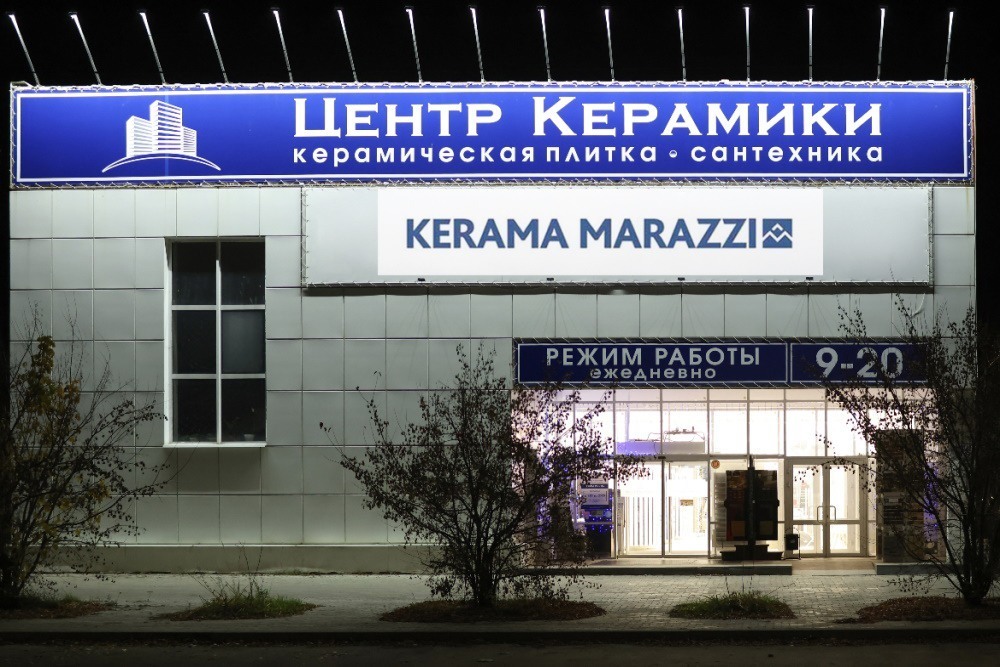 Центр Керамики
керамическая плитка • сантехника
KERAMA MARAZZI
РЕЖИМ РАБОТЫ 9-20
ежедневно